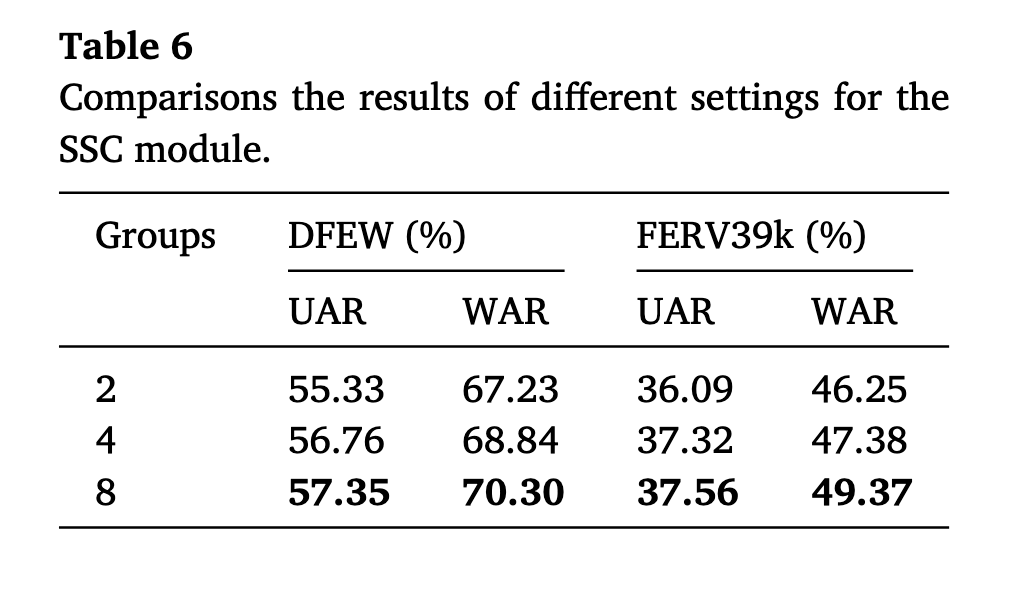 Table 6
Comparisons the results of different settings for the
SSC module.
Groups DFEW (%) FERV39k (%)
UAR WAR UAR WAR
2 55.33 67.23 36.09 46.25
4 56.76 68.84 37.32 47.38
8 57.35 70.30 37.56 49.37